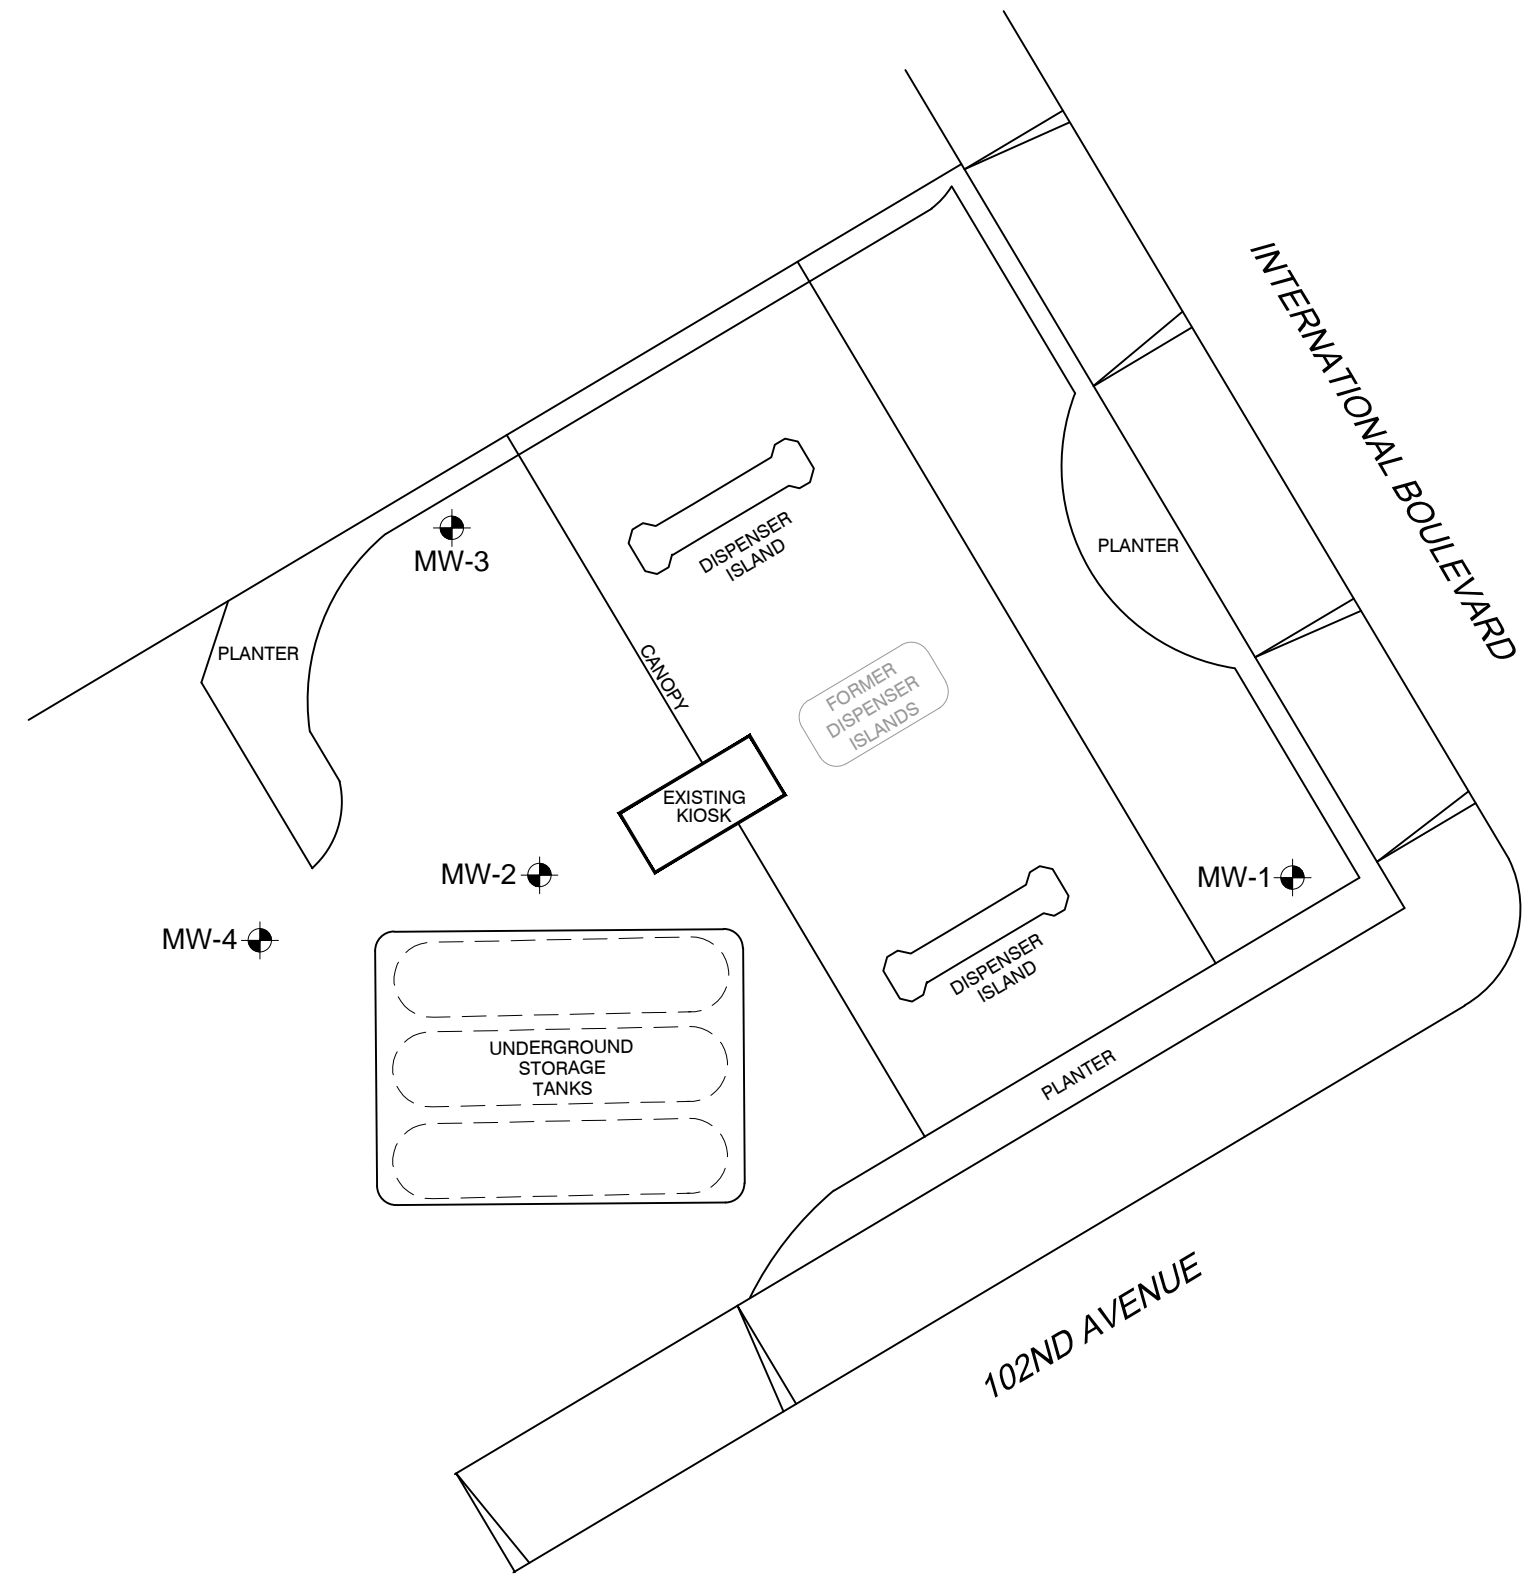 INTERNATIONAL BOULEVARD
DISPENSER
ISLAND
MW-3
PLANTER
PLANTER
CANOPY
FORMER
DISPENSER
ISLANDS
EXISTING
KIOSK
MW-2
MW-1
MW-4
DISPENSER
ISLAND
UNDERGROUND
STORAGE
TANKS
PLANTER
102ND AVENUE